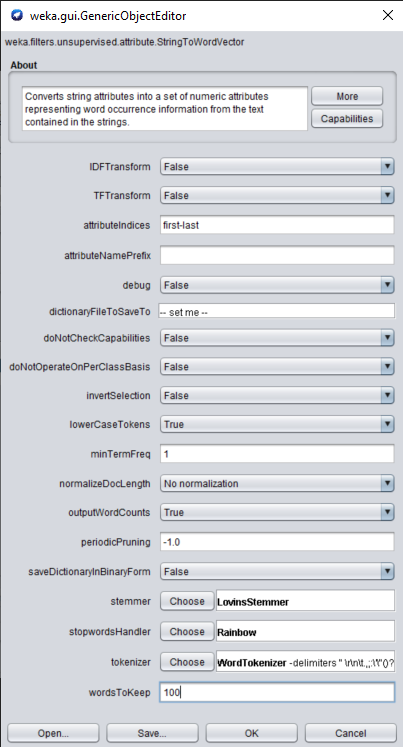 weka.gui.GenericObjectEditor
weka.filters.unsupervised.attribute.StringToWordVector
About
Converts string attributes into a set of numeric attributes
representing word occurrence information from the text
contained in the strings.
More
Capabilities
IDFTransform False
TFTransform False
attributeIndices first-last
attributeNamePrefix
debug False
dictionaryFileToSaveTo -- set me --
doNotCheckCapabilities False
doNotOperateOnPerClassBasis False
invertSelection False
lowerCaseTokens True
minTermFreq 1
normalizeDocLength No normalization
outputWordCounts True
periodicPruning -1.0
saveDictionaryInBinaryForm False
stemmer Choose LovinsStemmer
stopwordsHandler Choose Rainbow
tokenizer Choose WordTokenizer -delimiters " \r\n\t.,;:\'\"()?
wordsToKeep 100
Open... Save... OK Cancel